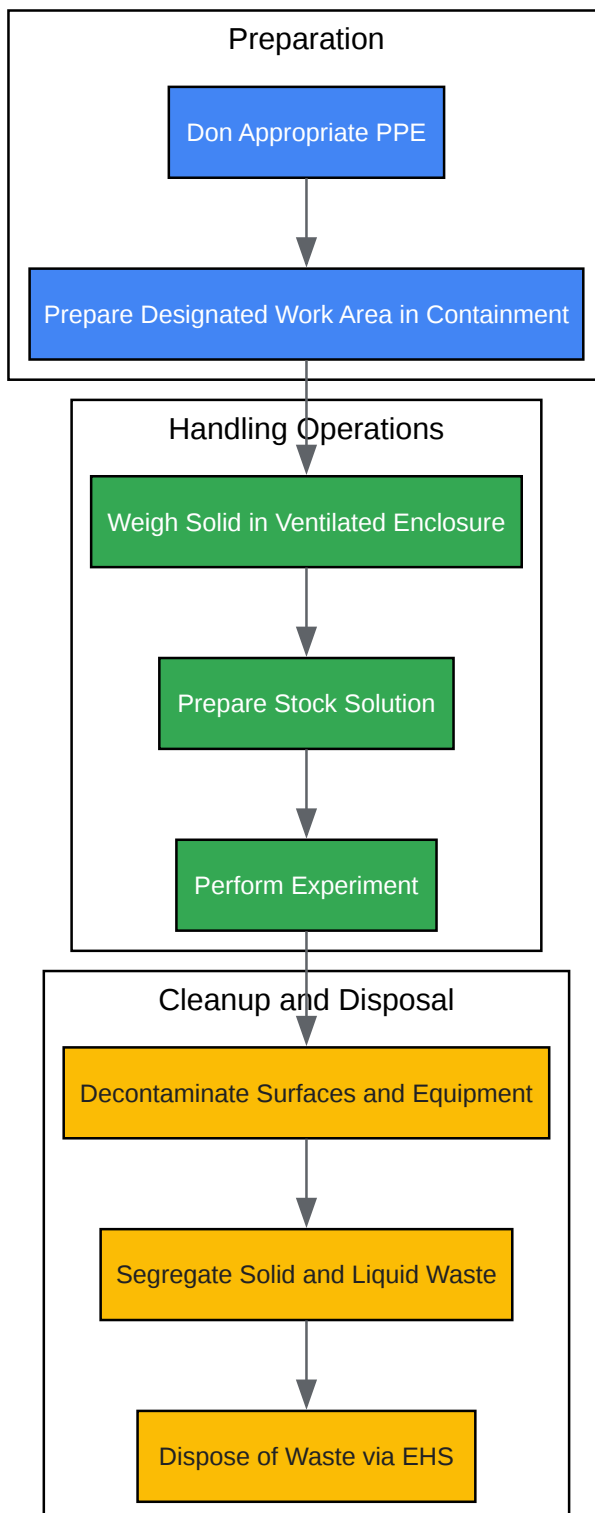 Preparation
Don Appropriate PPE
Prepare Designated Work Area in Containment
Handling Operations
Weigh Solid in Ventilated Enclosure
Prepare Stock Solution
Perform Experiment
Cleanup and Disposal
Decontaminate Surfaces and Equipment
Segregate Solid and Liquid Waste
Dispose of Waste via EHS